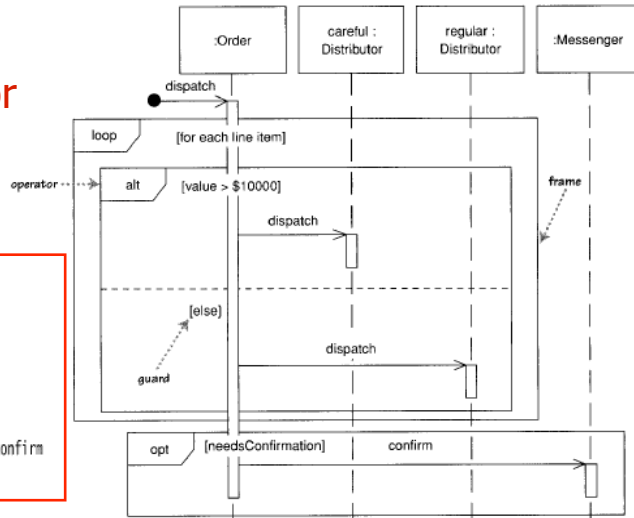 :Order
careful :
Distributor
regular :
Distributor
:Messenger
or
dispatch
loop
[for each line item]
operator
alt
[value > $10000]
frame
dispatch
[else]
guard
dispatch
onfirm
opt
[needsConfirmation]
confirm